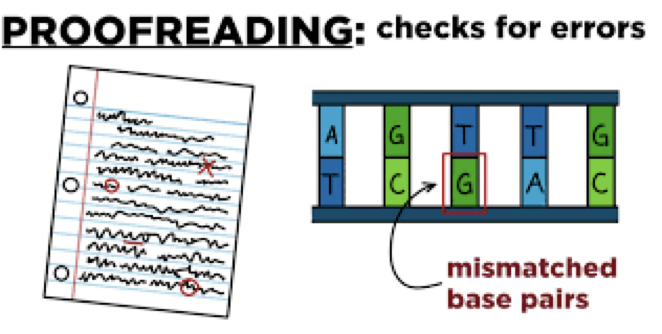 PROOFREADING: checks for errors
A G T T G
T C G A C
mismatched
base pairs